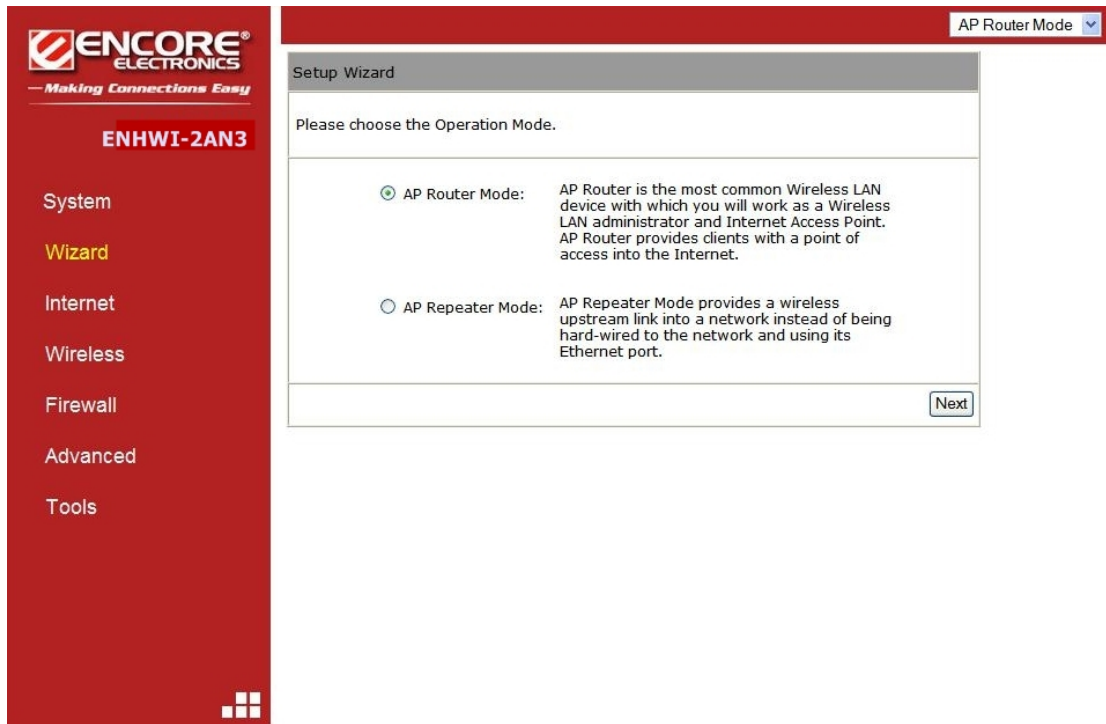 ENCORE®
ELECTRONICS
—Making Connections Easy
ENHWI-2AN3
System
Wizard
Internet
Wireless
Firewall
Advanced
Tools
AP Router Mode
Setup Wizard
Please choose the Operation Mode.
AP Router Mode:
AP Router is the most common Wireless LAN
device with which you will work as a Wireless
LAN administrator and Internet Access Point.
AP Router provides clients with a point of
access into the Internet.
AP Repeater Mode:
AP Repeater Mode provides a wireless
upstream link into a network instead of being
hard-wired to the network and using its
Ethernet port.
Next